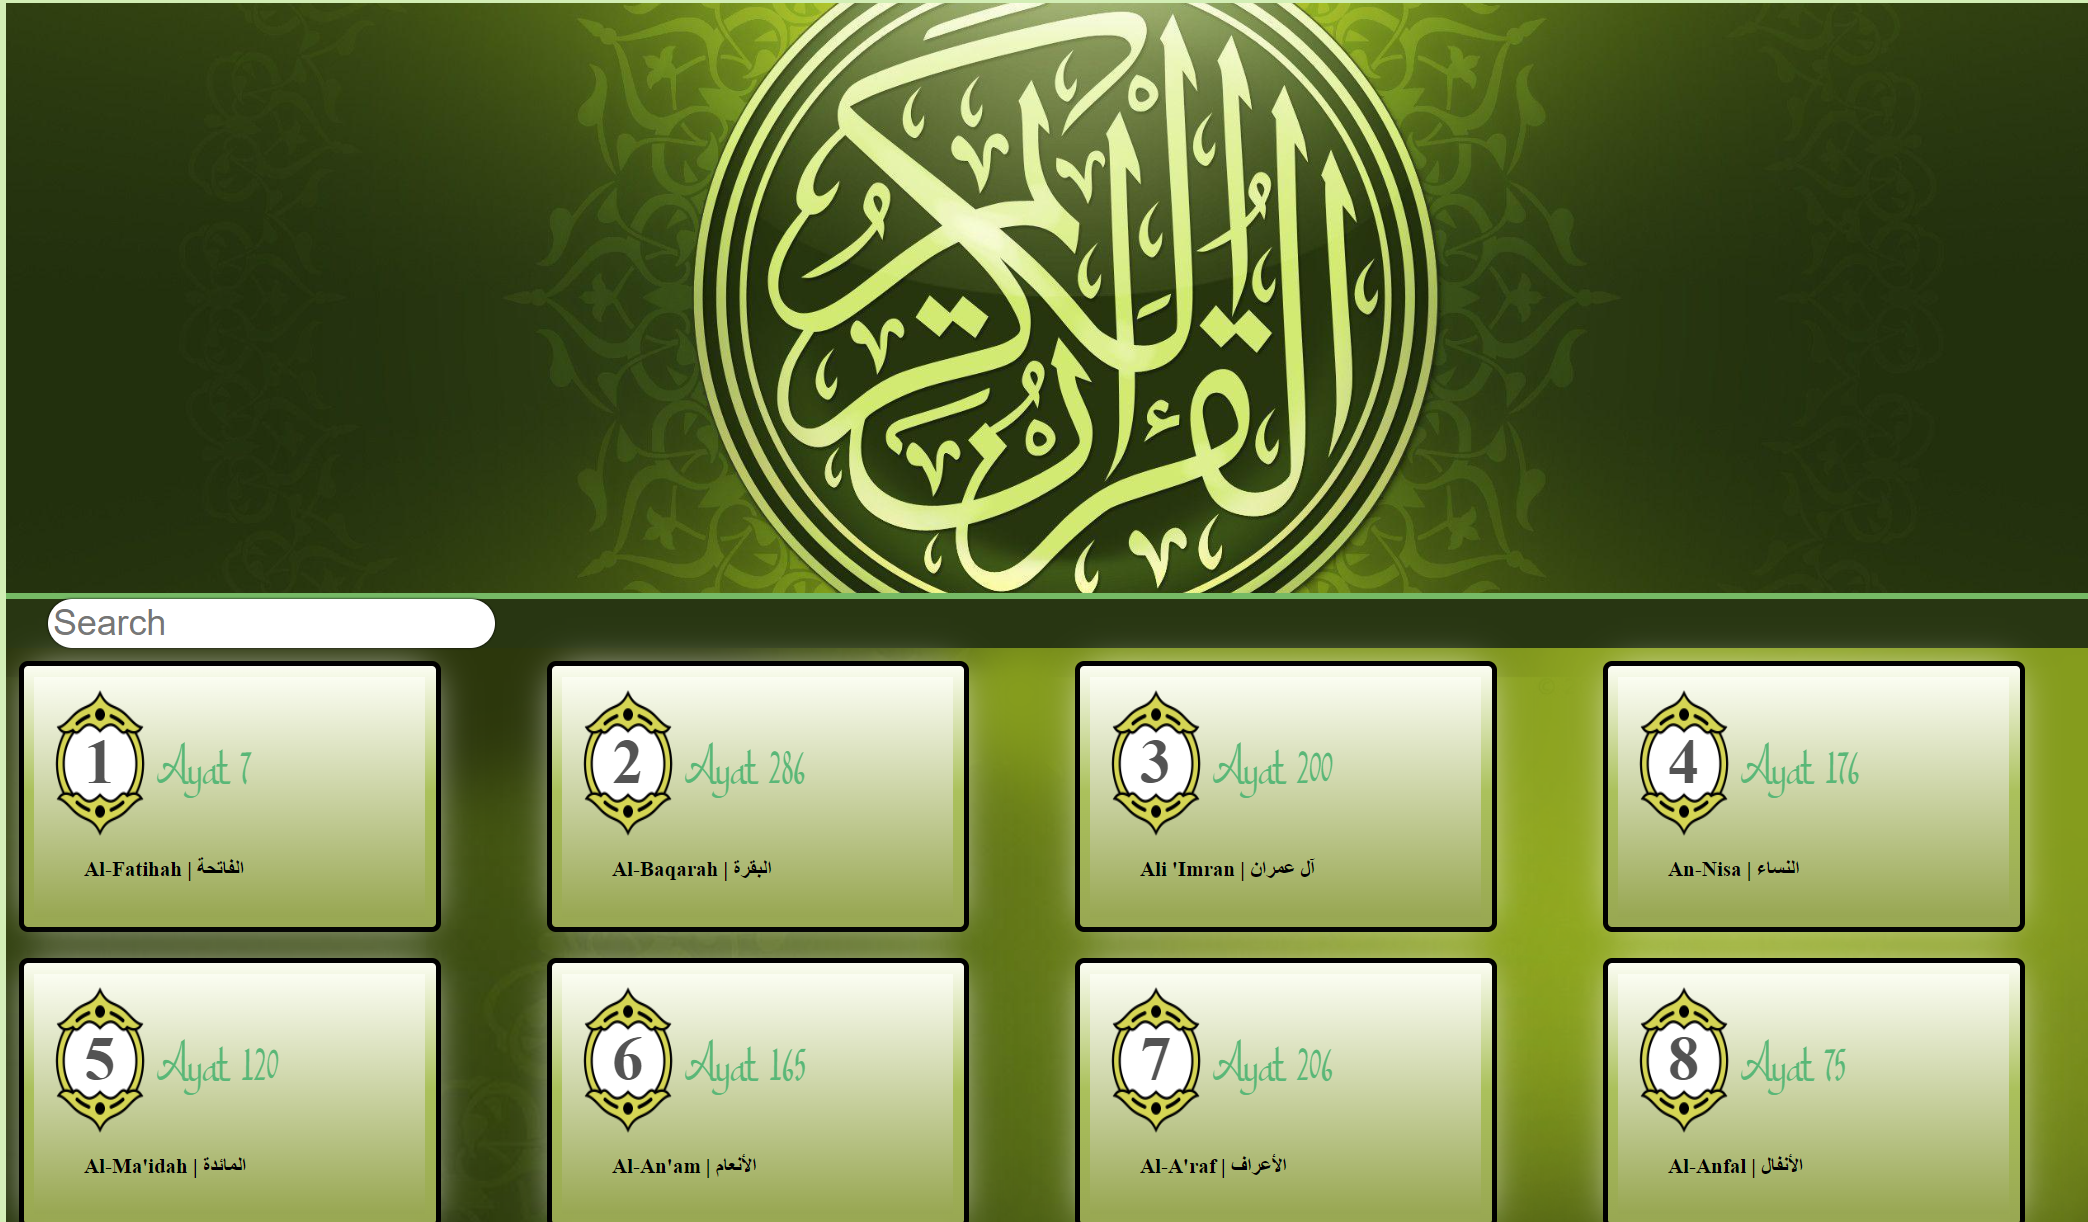 القرآن الكريم
Search
1 Ayat 7
Al-Fatihah | الفاتحة
2 Ayat 286
Al-Baqarah | البقرة
3 Ayat 200
Ali 'Imran | آل عمران
4 Ayat 176
An-Nisa | النساء
5 Ayat 120
Al-Ma'idah | المائدة
6 Ayat 165
Al-An'am | الأنعام
7 Ayat 206
Al-A'raf | الأعراف
8 Ayat 75
Al-Anfal | الأنفال